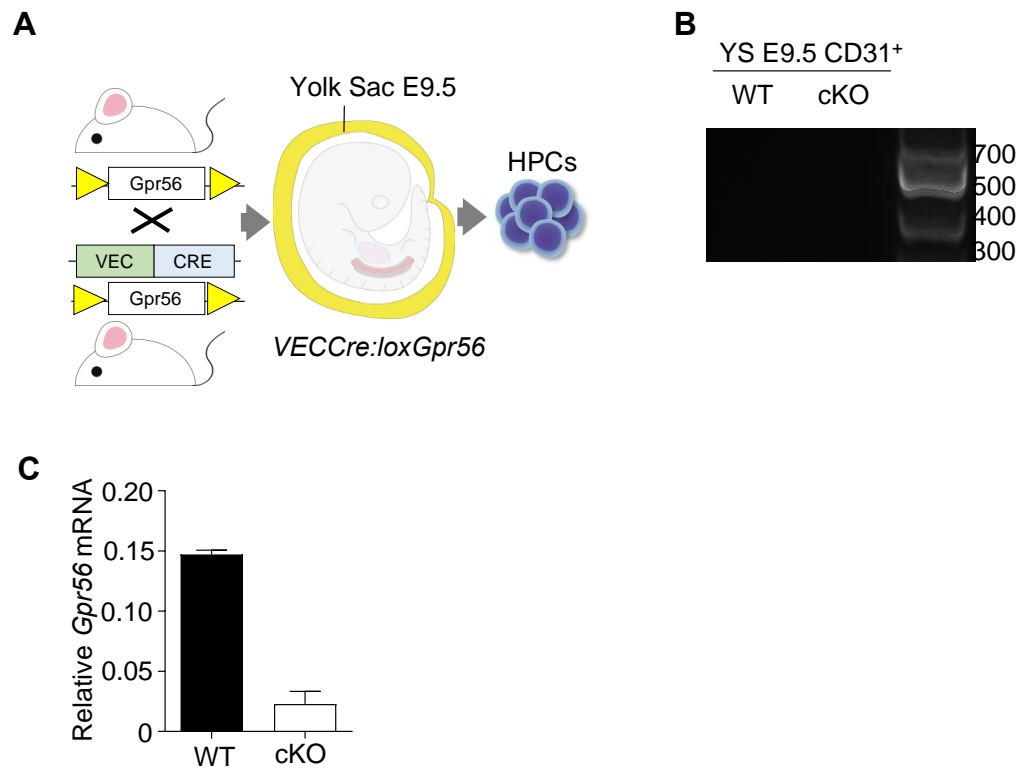 A
Yolk Sac E9.5
Gpr56
VEC CRE
Gpr56
HPCs
VECCre:loxGpr56
B
YS E9.5 CD31+
WT cKO
700
500
400
300
C
Relative Gpr56 mRNA
0.20
0.15
0.10
0.05
0
WT cKO